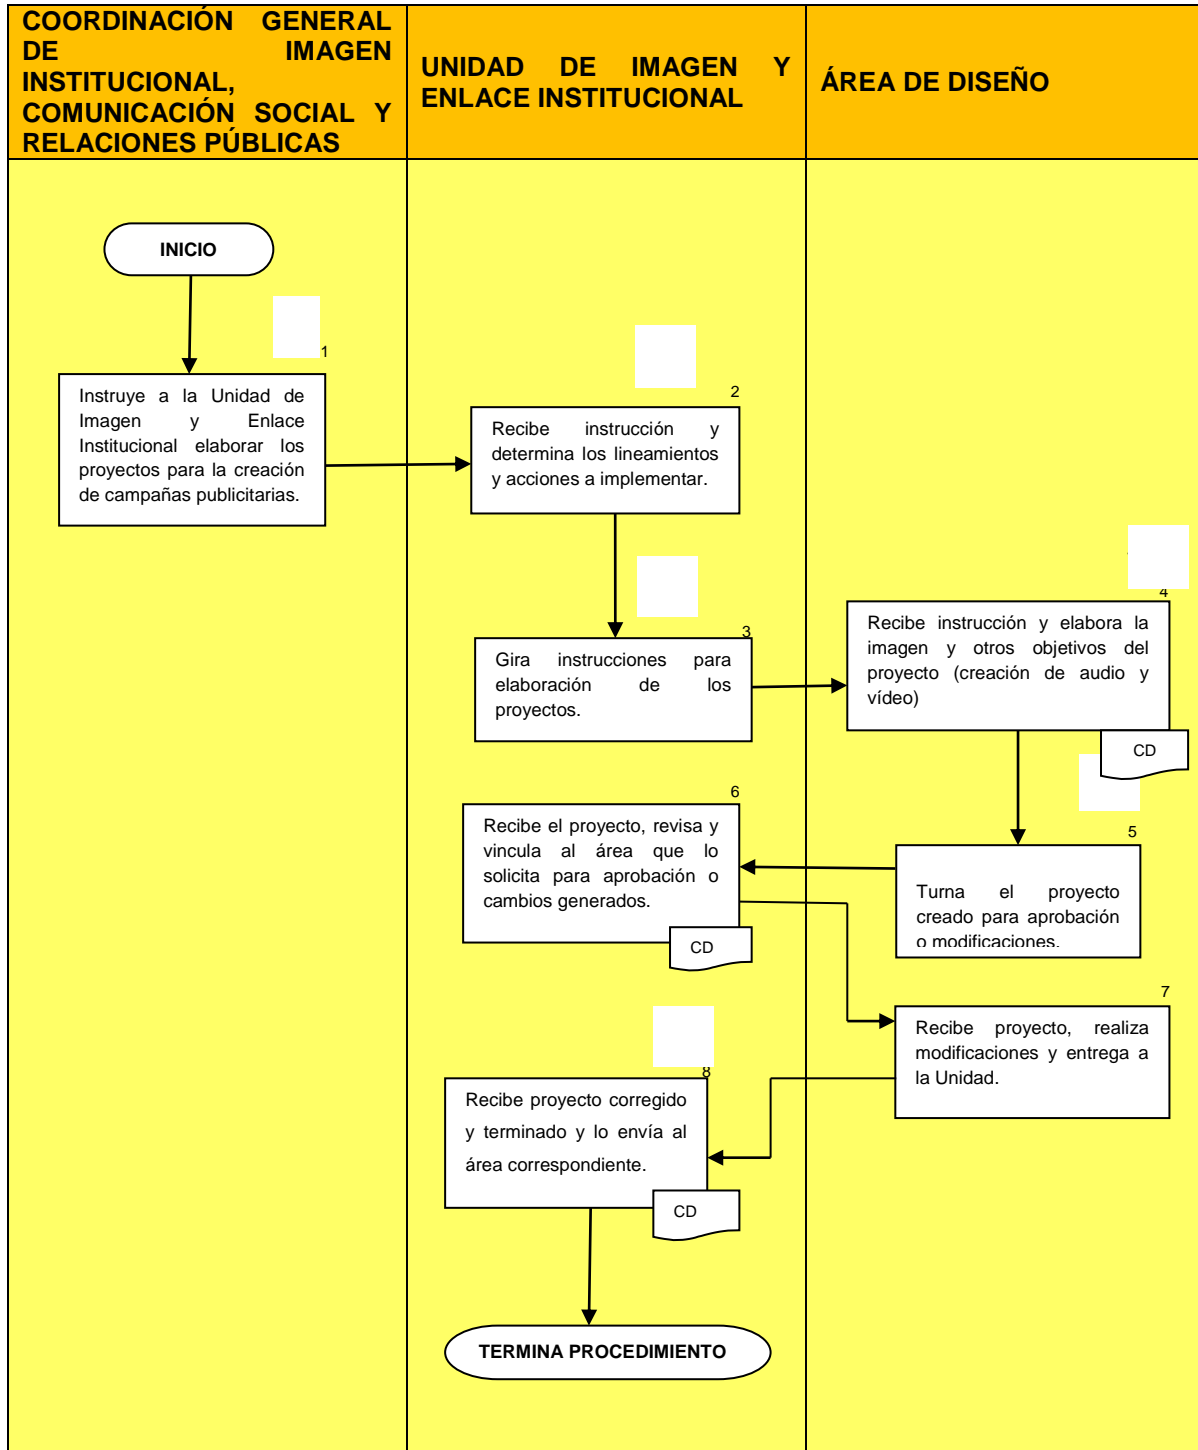 COORDINACIÓN GENERAL
DE IMAGEN
INSTITUCIONAL,
COMUNICACIÓN SOCIAL Y
RELACIONES PÚBLICAS
UNIDAD DE IMAGEN Y
ENLACE INSTITUCIONAL
ÁREA DE DISEÑO
INICIO
1
Instruye a la Unidad de
Imagen y Enlace
Institucional elaborar los
proyectos para la creación
de campañas publicitarias.
2
Recibe instrucción y
determina los lineamientos
y acciones a implementar.
3
Gira instrucciones para
elaboración de los
proyectos.
4
Recibe instrucción y elabora la
imagen y otros objetivos del
proyecto (creación de audio y
vídeo)
CD
5
Turna el proyecto
creado para aprobación
o modificaciones.
6
Recibe el proyecto, revisa y
vincula al área que lo
solicita para aprobación o
cambios generados.
CD
7
Recibe proyecto, realiza
modificaciones y entrega a
la Unidad.
8
Recibe proyecto corregido
y terminado y lo envía al
área correspondiente.
CD
TERMINA PROCEDIMIENTO